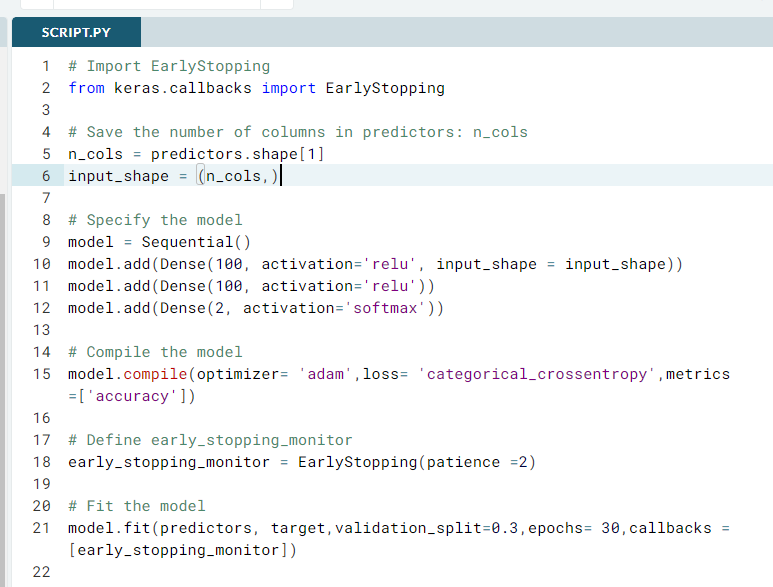 SCRIPT.PY
1 # Import EarlyStopping
2 from keras.callbacks import EarlyStopping
3
4 # Save the number of columns in predictors: n_cols
5 n_cols = predictors.shape[1]
6 input_shape = (n_cols,)
7
8 # Specify the model
9 model = Sequential()
10 model.add(Dense(100, activation='relu', input_shape = input_shape))
11 model.add(Dense(100, activation='relu'))
12 model.add(Dense(2, activation='softmax'))
13
14 # Compile the model
15 model.compile(optimizer= 'adam',loss= 'categorical_crossentropy',metrics
=['accuracy'])
16
17 # Define early_stopping_monitor
18 early_stopping_monitor = EarlyStopping(patience =2)
19
20 # Fit the model
21 model.fit(predictors, target,validation_split=0.3,epochs= 30,callbacks =
[early_stopping_monitor])
22